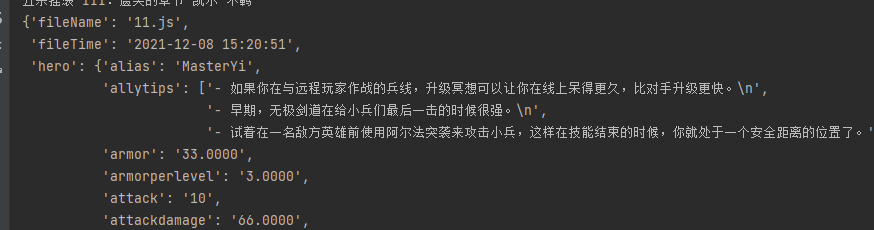 {'fileName': '11.js',
'fileTime': '2021-12-08 15:20:51',
'hero': {'alias': 'MasterYi',
'allytips': ['- 如果你在与远程玩家作战的兵线，升级冥想可以让你在线上呆得更久，比对手升级更快。\n',
'- 早期，无极剑道在给小兵们最后一击的时候很强。\n',
'- 试着在一名敌方英雄前使用阿尔法突袭来攻击小兵，这样在技能结束的时候，你就处于一个安全距离的位置了。'
'armor': '33.0000',
'armorperlevel': '3.0000',
'attack': '10',
'attackdamage': '66.0000',